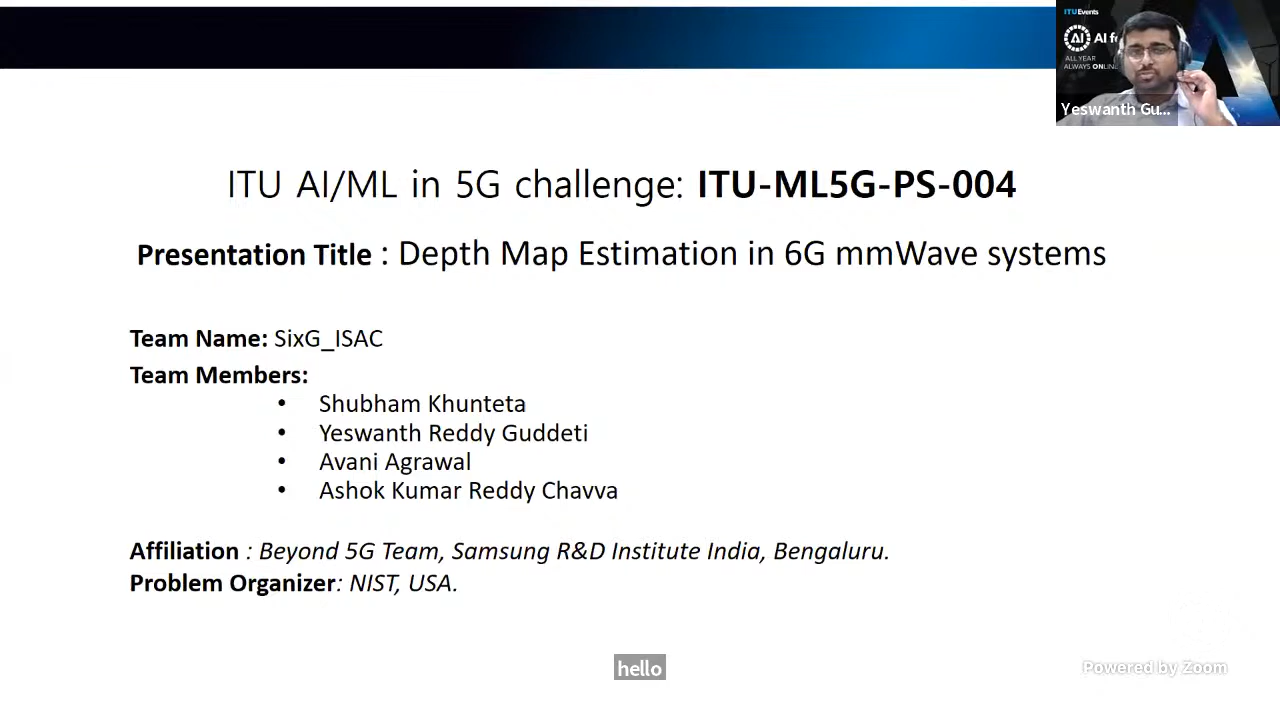 ITUEvents
AI fo
ALL YEAR
ALWAYS ONLINE
Yeswanth Gu...
ITU AI/ML in 5G challenge: ITU-ML5G-PS-004
Presentation Title : Depth Map Estimation in 6G mmWave systems
Team Name: SixG_ISAC
Team Members:
• Shubham Khunteta
• Yeswanth Reddy Guddeti
• Avani Agrawal
• Ashok Kumar Reddy Chavva
Affiliation : Beyond 5G Team, Samsung R&D Institute India, Bengaluru.
Problem Organizer: NIST, USA.
hello
Powered by Zoom